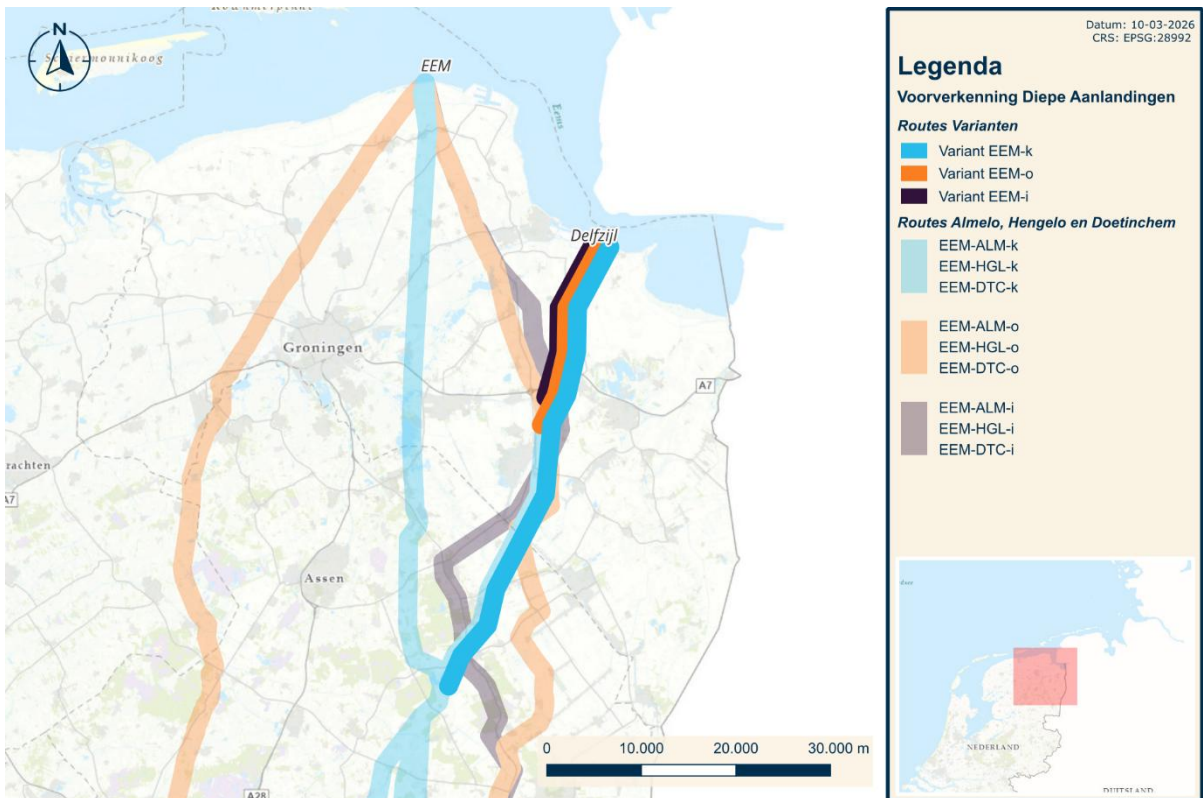 N
Schiermonnikoog
EEM
Eems
Delfzijl
Groningen
A7
A7
Assen
A28
0 10.000 20.000 30.000 m
Datum: 10-03-2026
CRS: EPSG:28992
Legenda
Voorverkenning Diepe Aanlandingen
Routes Varianten
Variant EEM-k
Variant EEM-o
Variant EEM-i
Routes Almelo, Hengelo en Doetinchem
EEM-ALM-k
EEM-HGL-k
EEM-DTC-k
EEM-ALM-o
EEM-HGL-o
EEM-DTC-o
EEM-ALM-i
EEM-HGL-i
EEM-DTC-i
NEDERLAND